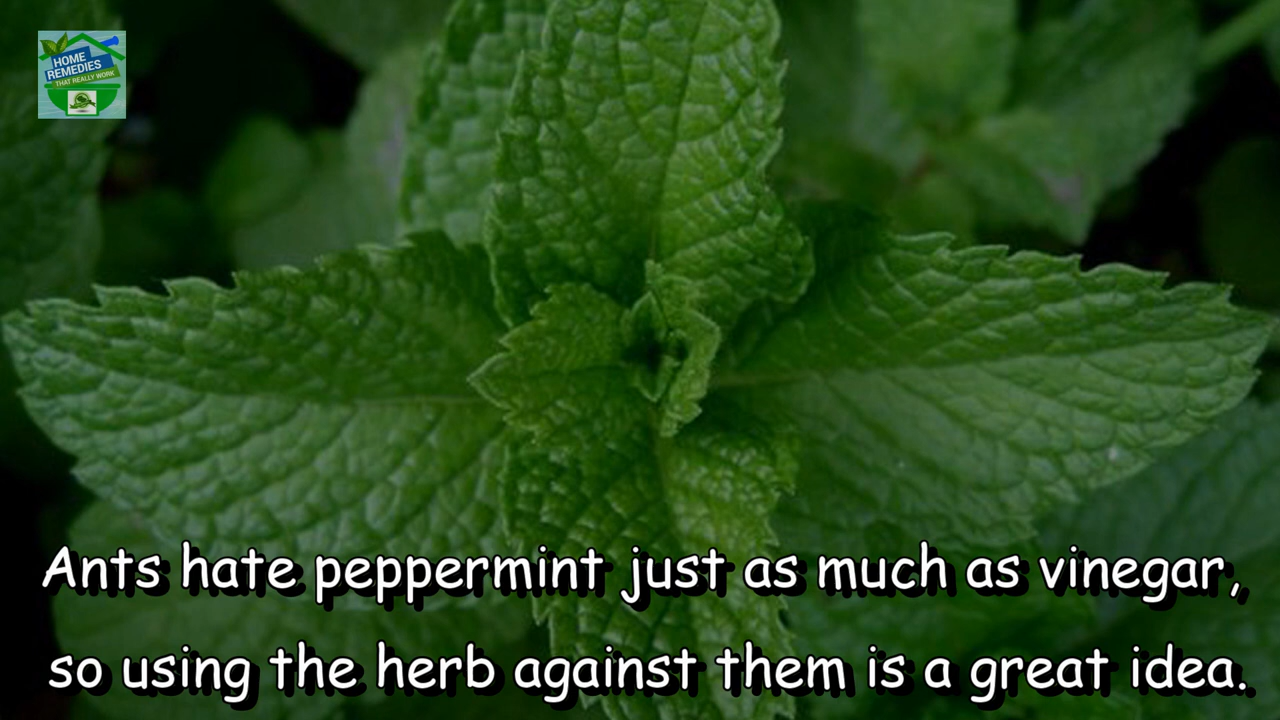 HOME
REMEDIES
THAT REALLY WORK
Ants hate peppermint just as much as vinegar,
so using the herb against them is a great idea.